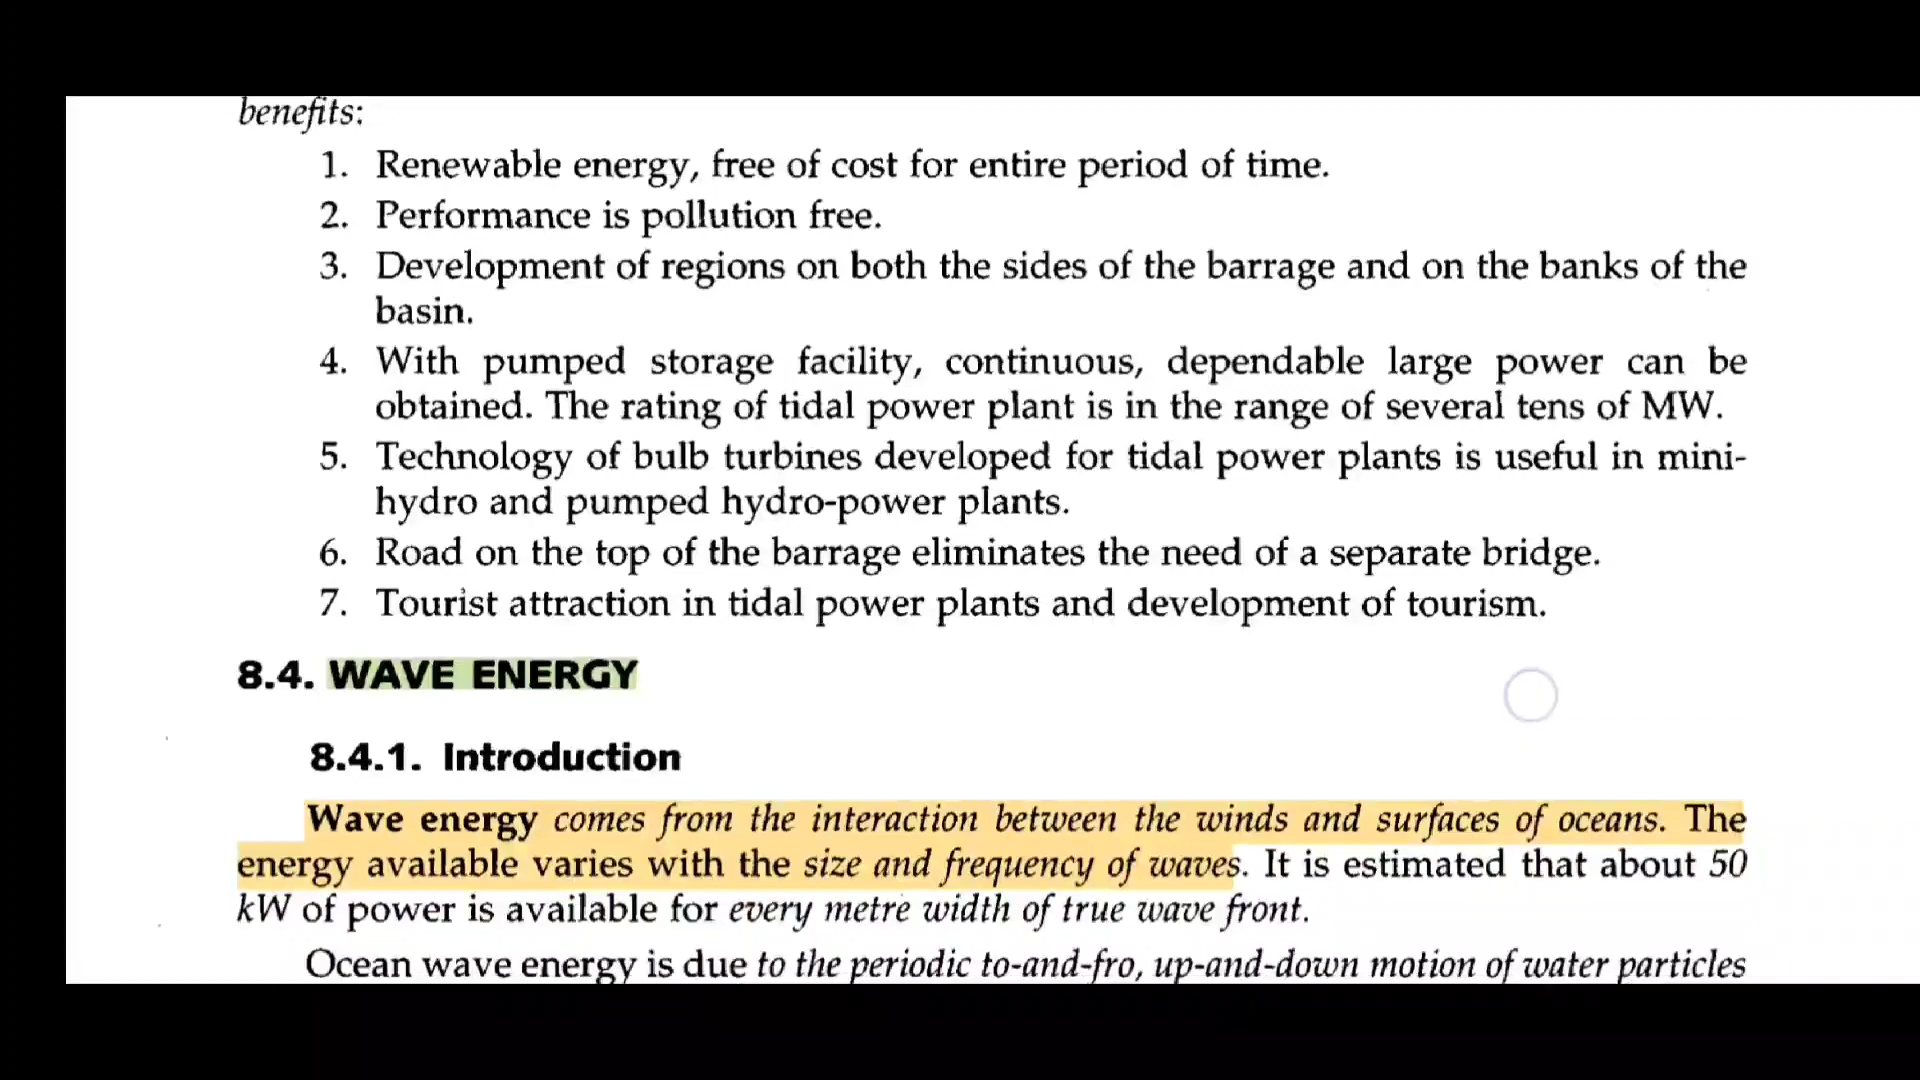 benefits:
1. Renewable energy, free of cost for entire period of time.
2. Performance is pollution free.
3. Development of regions on both the sides of the barrage and on the banks of the
basin.
4. With pumped storage facility, continuous, dependable large power can be
obtained. The rating of tidal power plant is in the range of several tens of MW.
5. Technology of bulb turbines developed for tidal power plants is useful in mini-
hydro and pumped hydro-power plants.
6. Road on the top of the barrage eliminates the need of a separate bridge.
7. Tourist attraction in tidal power plants and development of tourism.
8.4. WAVE ENERGY
8.4.1. Introduction
Wave energy comes from the interaction between the winds and surfaces of oceans. The
energy available varies with the size and frequency of waves. It is estimated that about 50
kW of power is available for every metre width of true wave front.
Ocean wave energy is due to the periodic to-and-fro, up-and-down motion of water particles